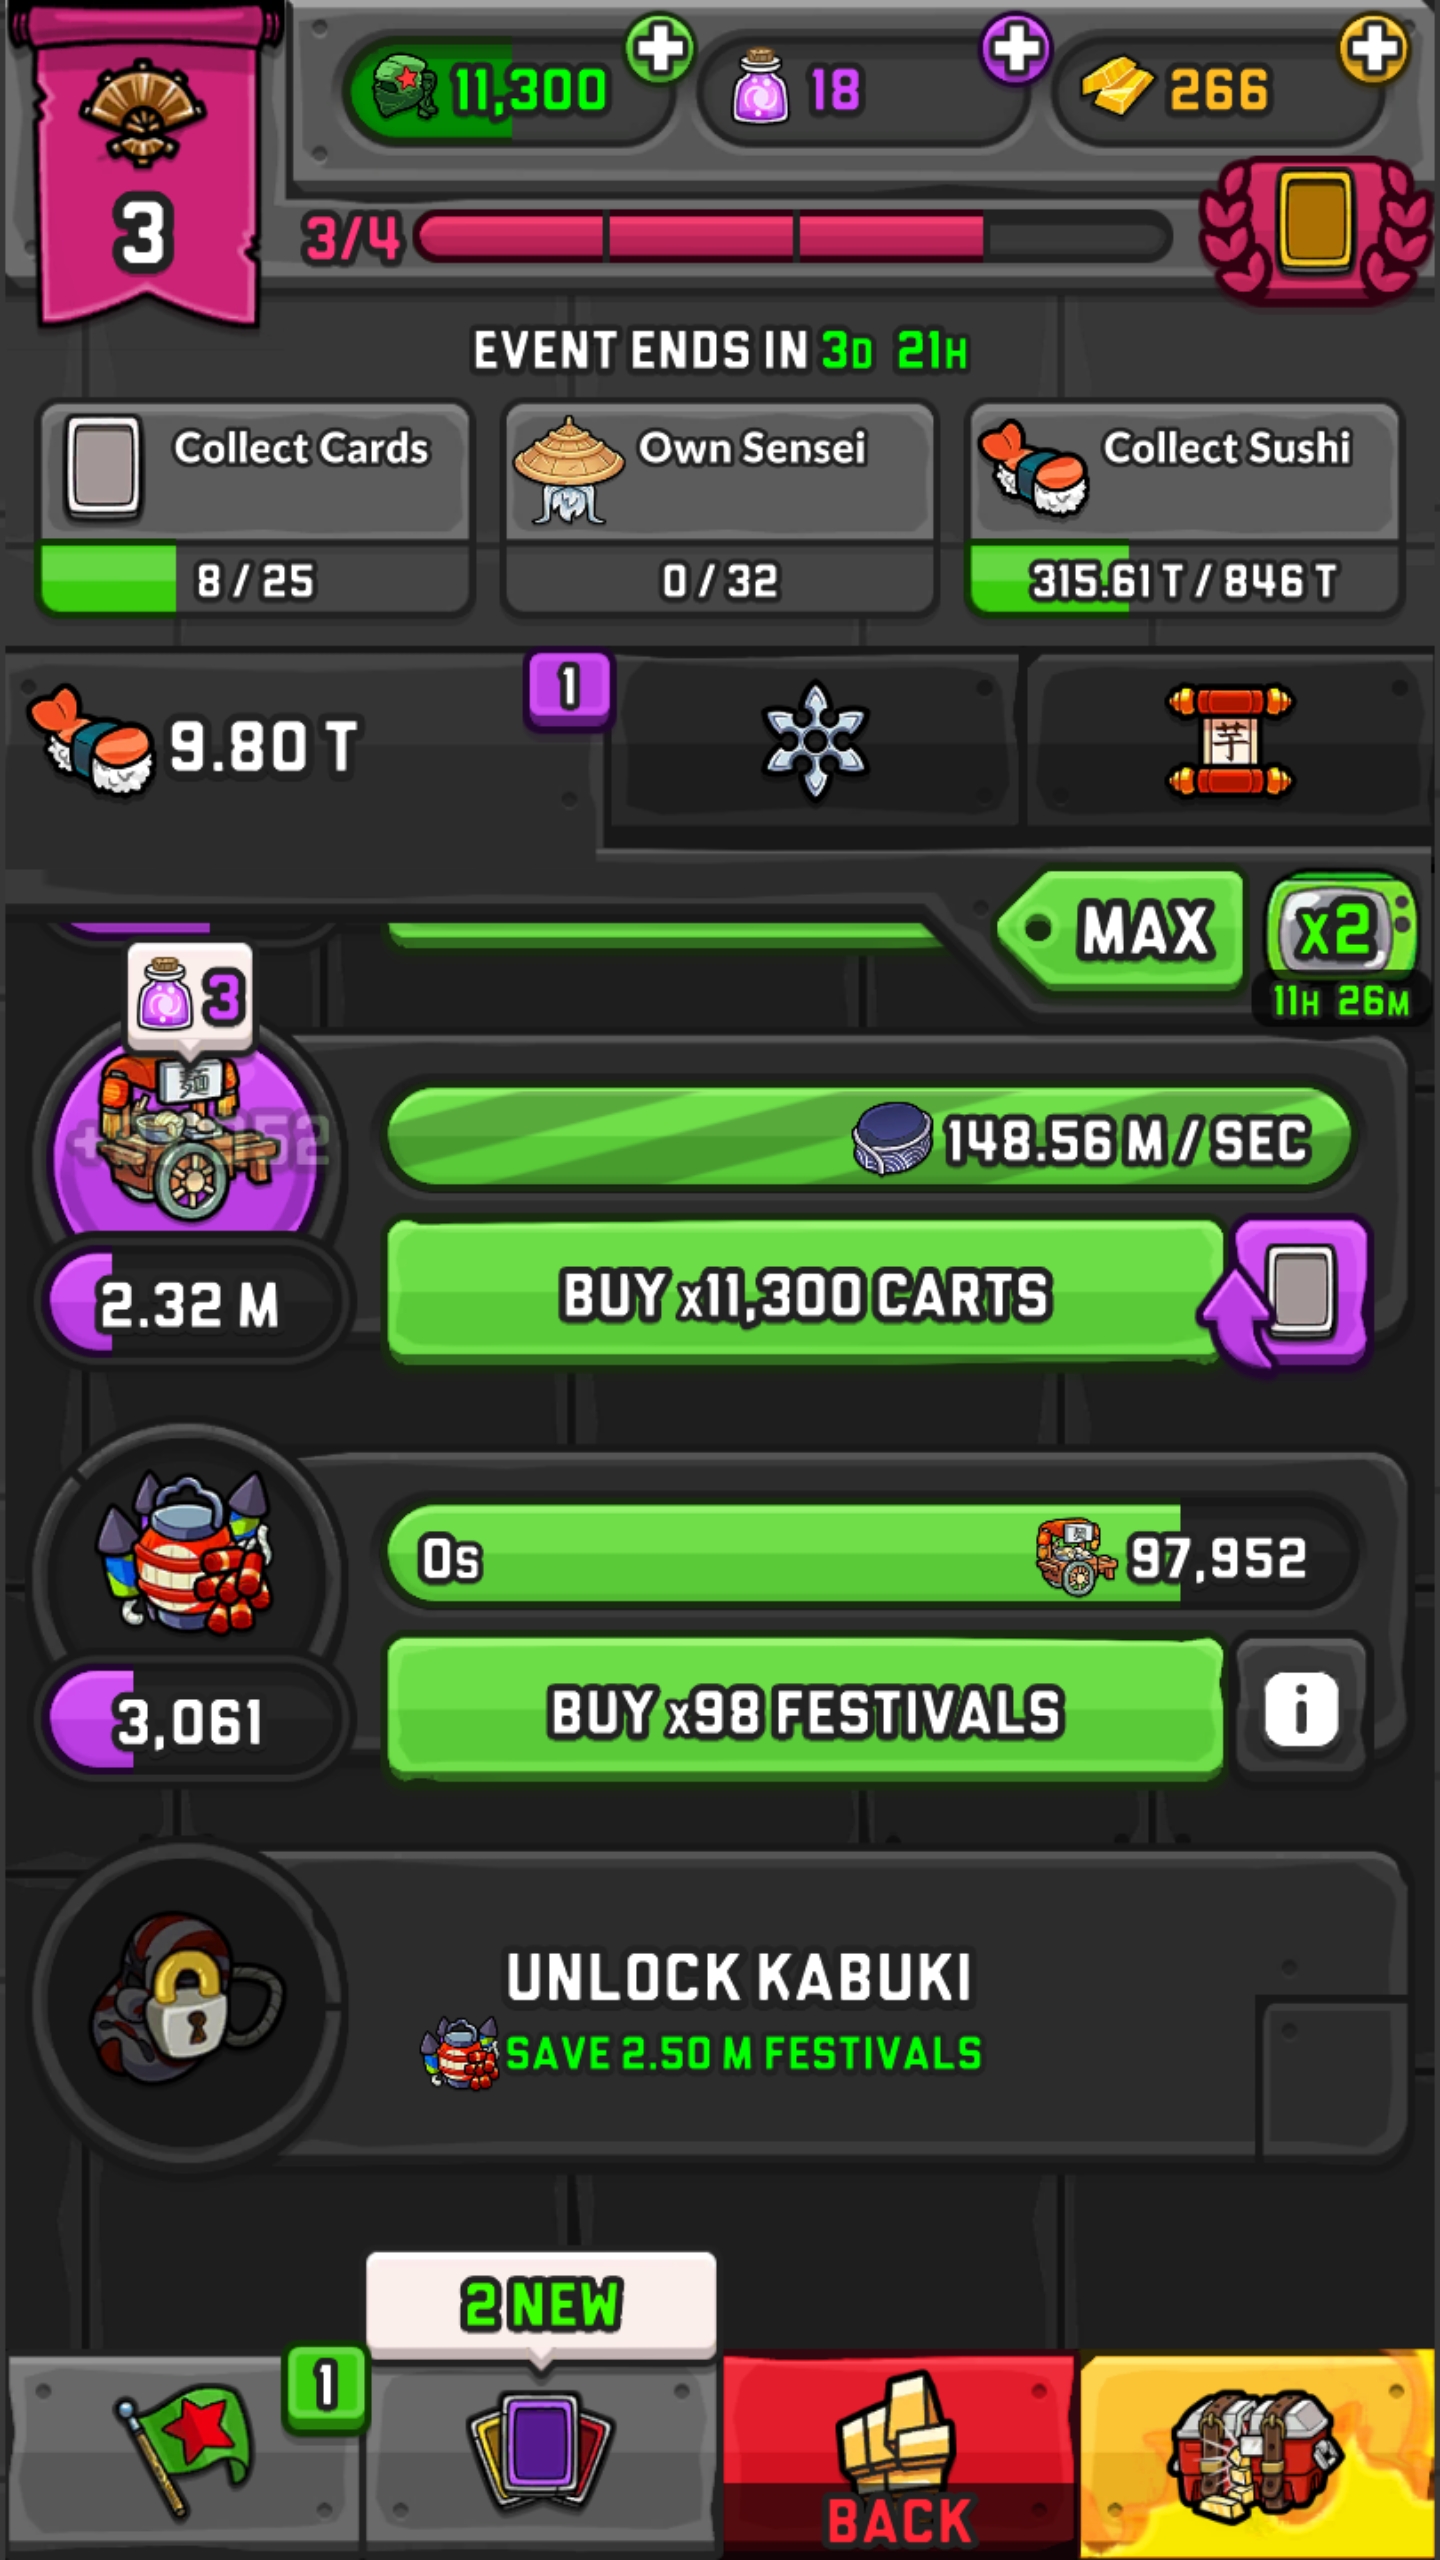 11,300
18
266
3
3/4
EVENT ENDS IN 3D 21H
Collect Cards
8 / 25
Own Sensei
0 / 32
Collect Sushi
315.61 T / 846 T
9.80 T
1
芋
MAX
x2
11H 26M
3
麺
148.56 M / SEC
2.32 M
BUY x11,300 CARTS
0s
97,952
3,061
BUY x98 FESTIVALS
i
UNLOCK KABUKI
SAVE 2.50 M FESTIVALS
2 NEW
1
BACK